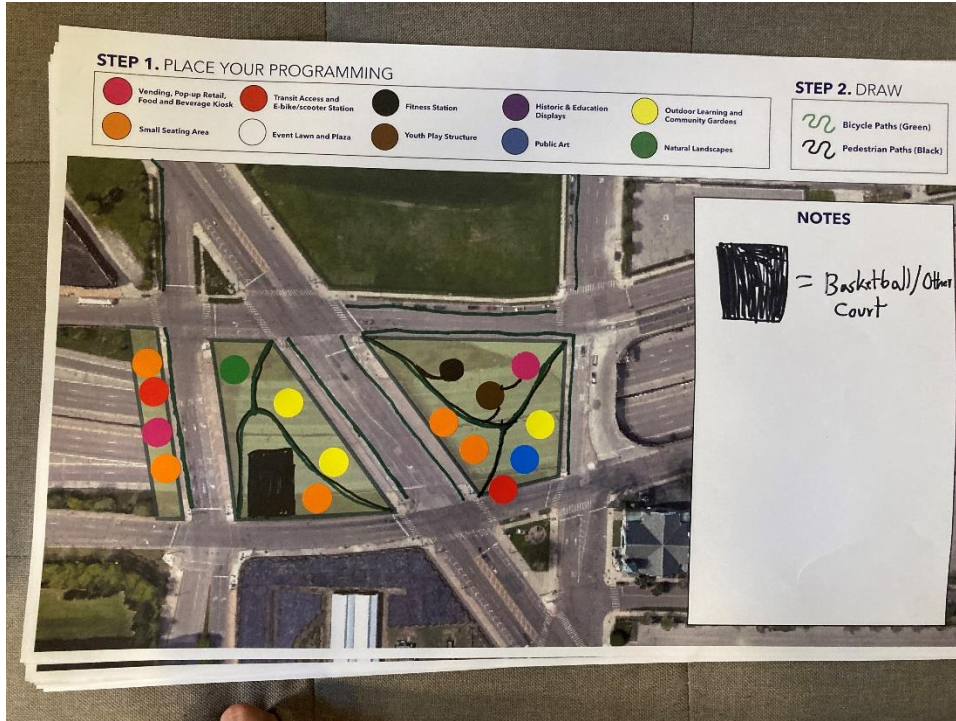 STEP 1. PLACE YOUR PROGRAMMING
Vending, Pop-up Retail,
Food and Beverage Kiosk
Transit Access and
E-bike/scooter Station
Fitness Station
Historic & Education
Displays
Outdoor Learning and
Community Gardens
Small Seating Area
Event Lawn and Plaza
Youth Play Structure
Public Art
Natural Landscapes
STEP 2. DRAW
Bicycle Paths (Green)
Pedestrian Paths (Black)
NOTES
= Basketball/Other
Court